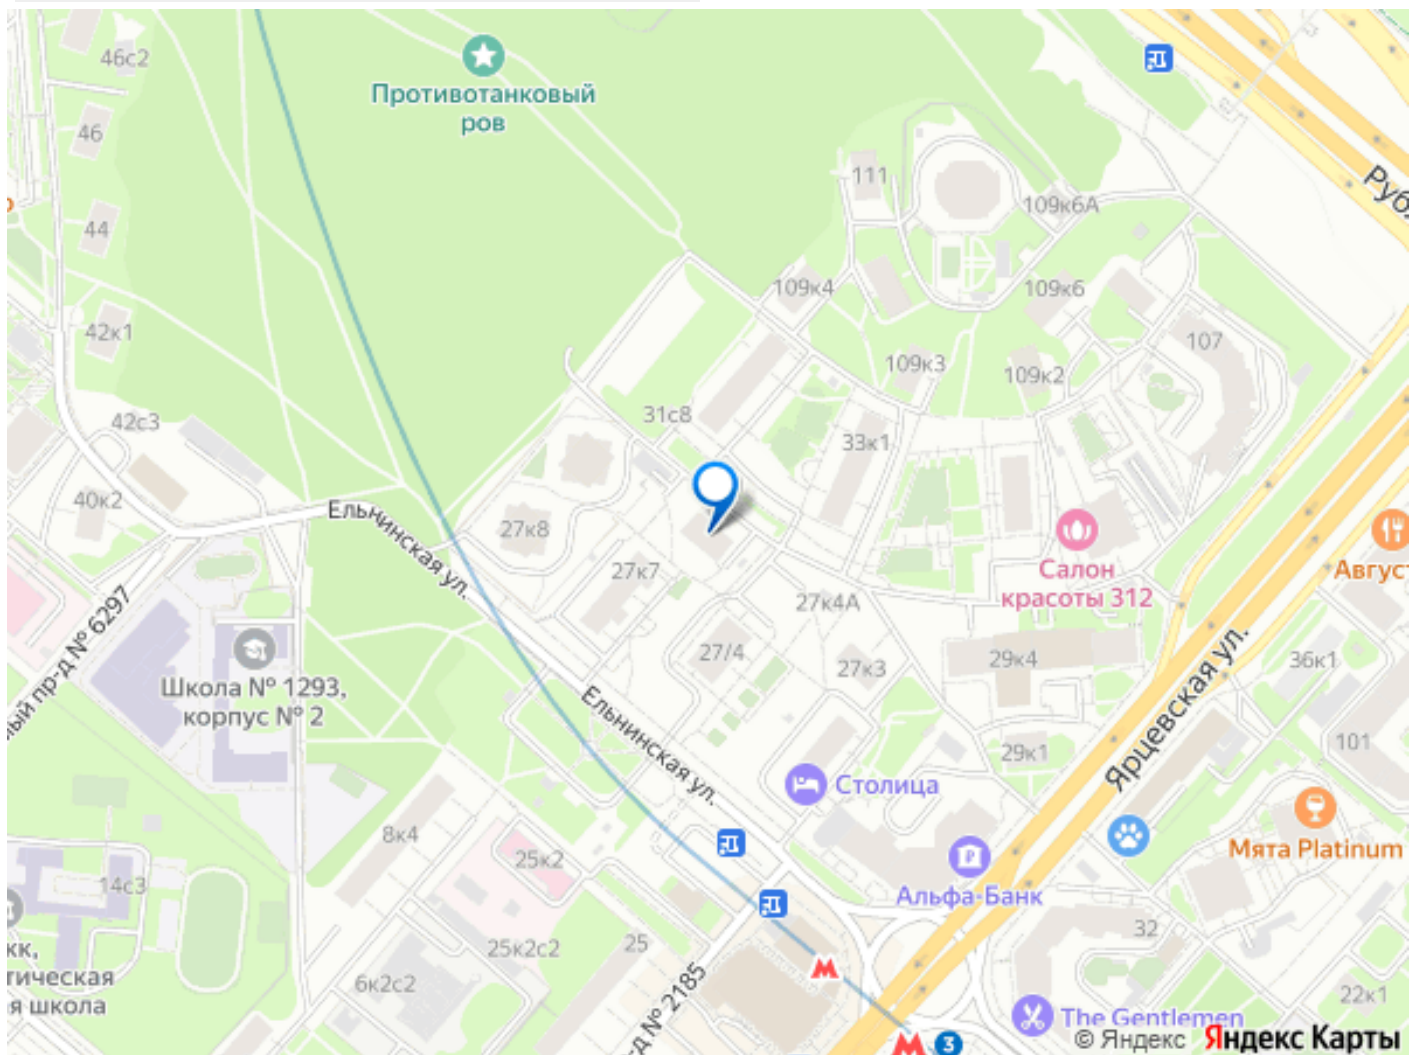 46с2
Противотанковый
ров
46
111
109к6А
Руб
44
109к4
109к6
42к1
107
109к3
109к2
42с3
31с8
33к1
40к2
Ельнинская ул.
27к8
27к7
Салон
красоты 312
Август
27к4А
27/4
27к3
29к4
36к1
ый пр-д № 6297
Школа № 1293,
корпус № 2
Ельнинская ул.
Ярцевская ул.
29к1
101
Столица
8к4
25к2
Мята Platinum
14с3
Альфа-Банк
25к2с2
25
32
кк,
тическая
я школа
6к2с2
-д № 2185
22к1
The Gentlemen
3
© Яндекс Яндекс Карты